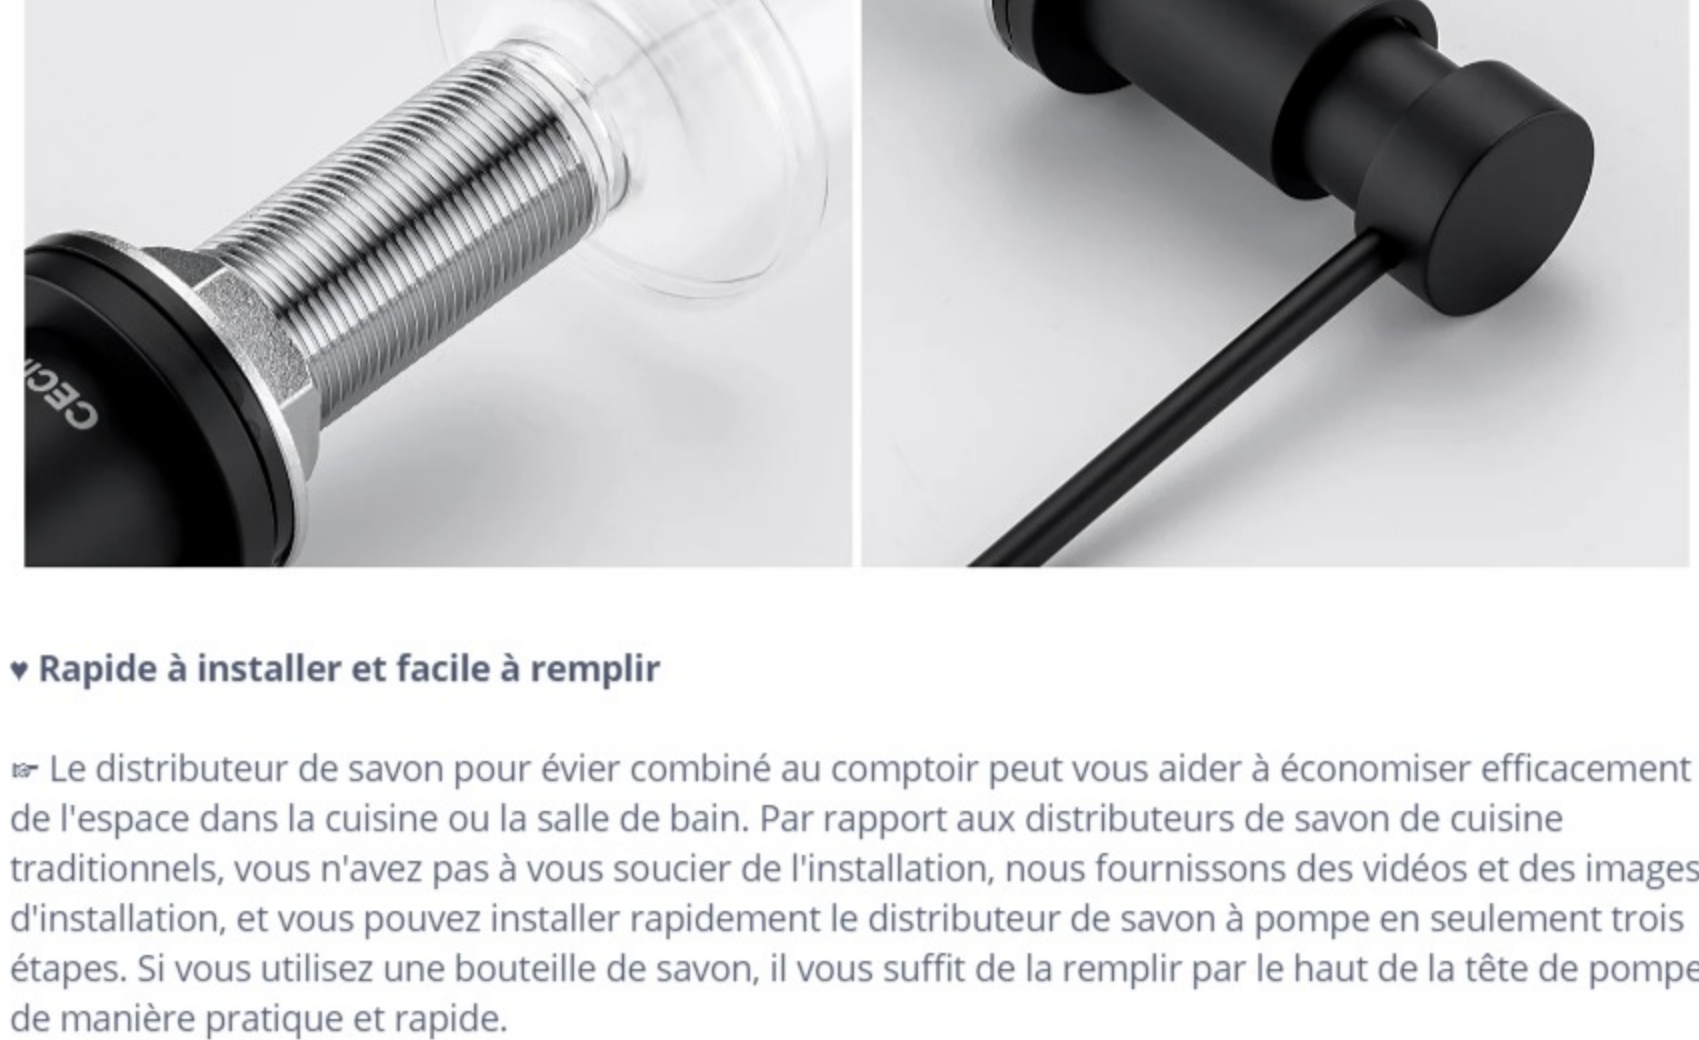 CECI
♥ Rapide à installer et facile à remplir
☞ Le distributeur de savon pour évier combiné au comptoir peut vous aider à économiser efficacement
de l'espace dans la cuisine ou la salle de bain. Par rapport aux distributeurs de savon de cuisine
traditionnels, vous n'avez pas à vous soucier de l'installation, nous fournissons des vidéos et des images
d'installation, et vous pouvez installer rapidement le distributeur de savon à pompe en seulement trois
étapes. Si vous utilisez une bouteille de savon, il vous suffit de la remplir par le haut de la tête de pompe
de manière pratique et rapide.